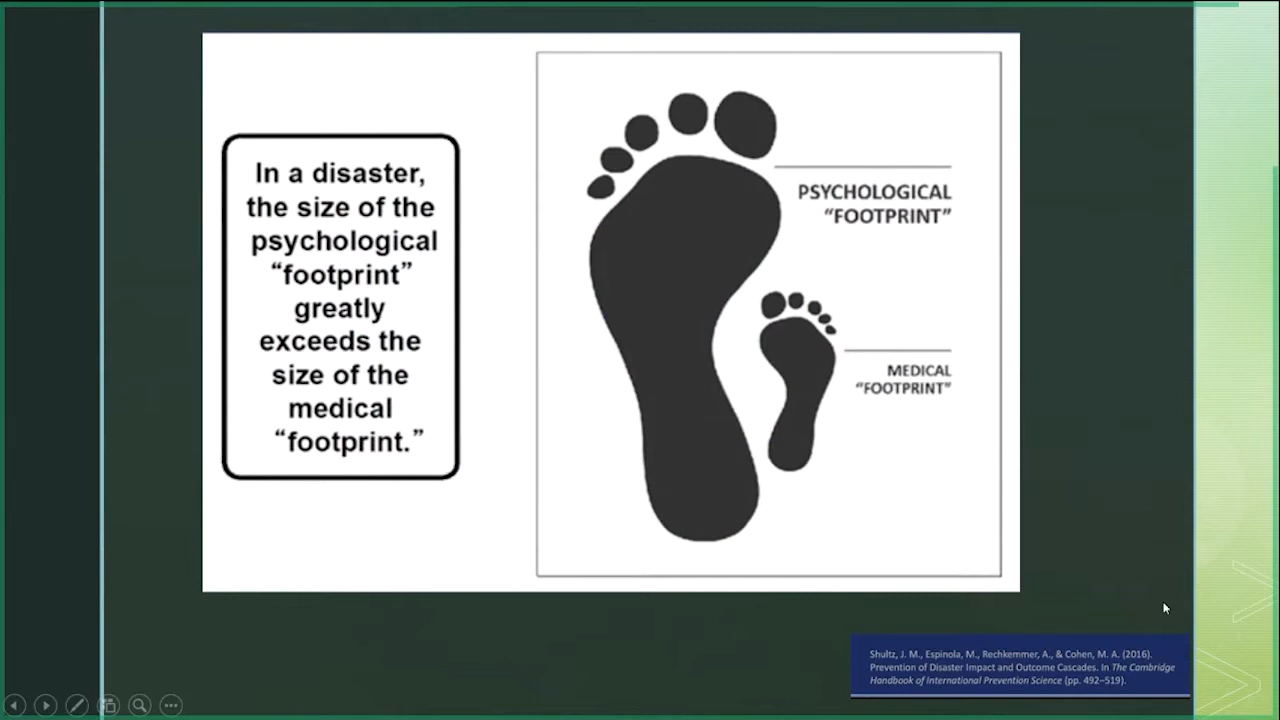 In a disaster,
the size of the
psychological
“footprint”
greatly
exceeds the
size of the
medical
“footprint.”
PSYCHOLOGICAL
“FOOTPRINT”
MEDICAL
“FOOTPRINT”
Shultz, J. M., Espinola, M., Rechkemmer, A., & Cohen, M. A. (2016).
Prevention of Disaster Impact and Outcome Cascades. In The Cambridge
Handbook of International Prevention Science (pp. 492–519).